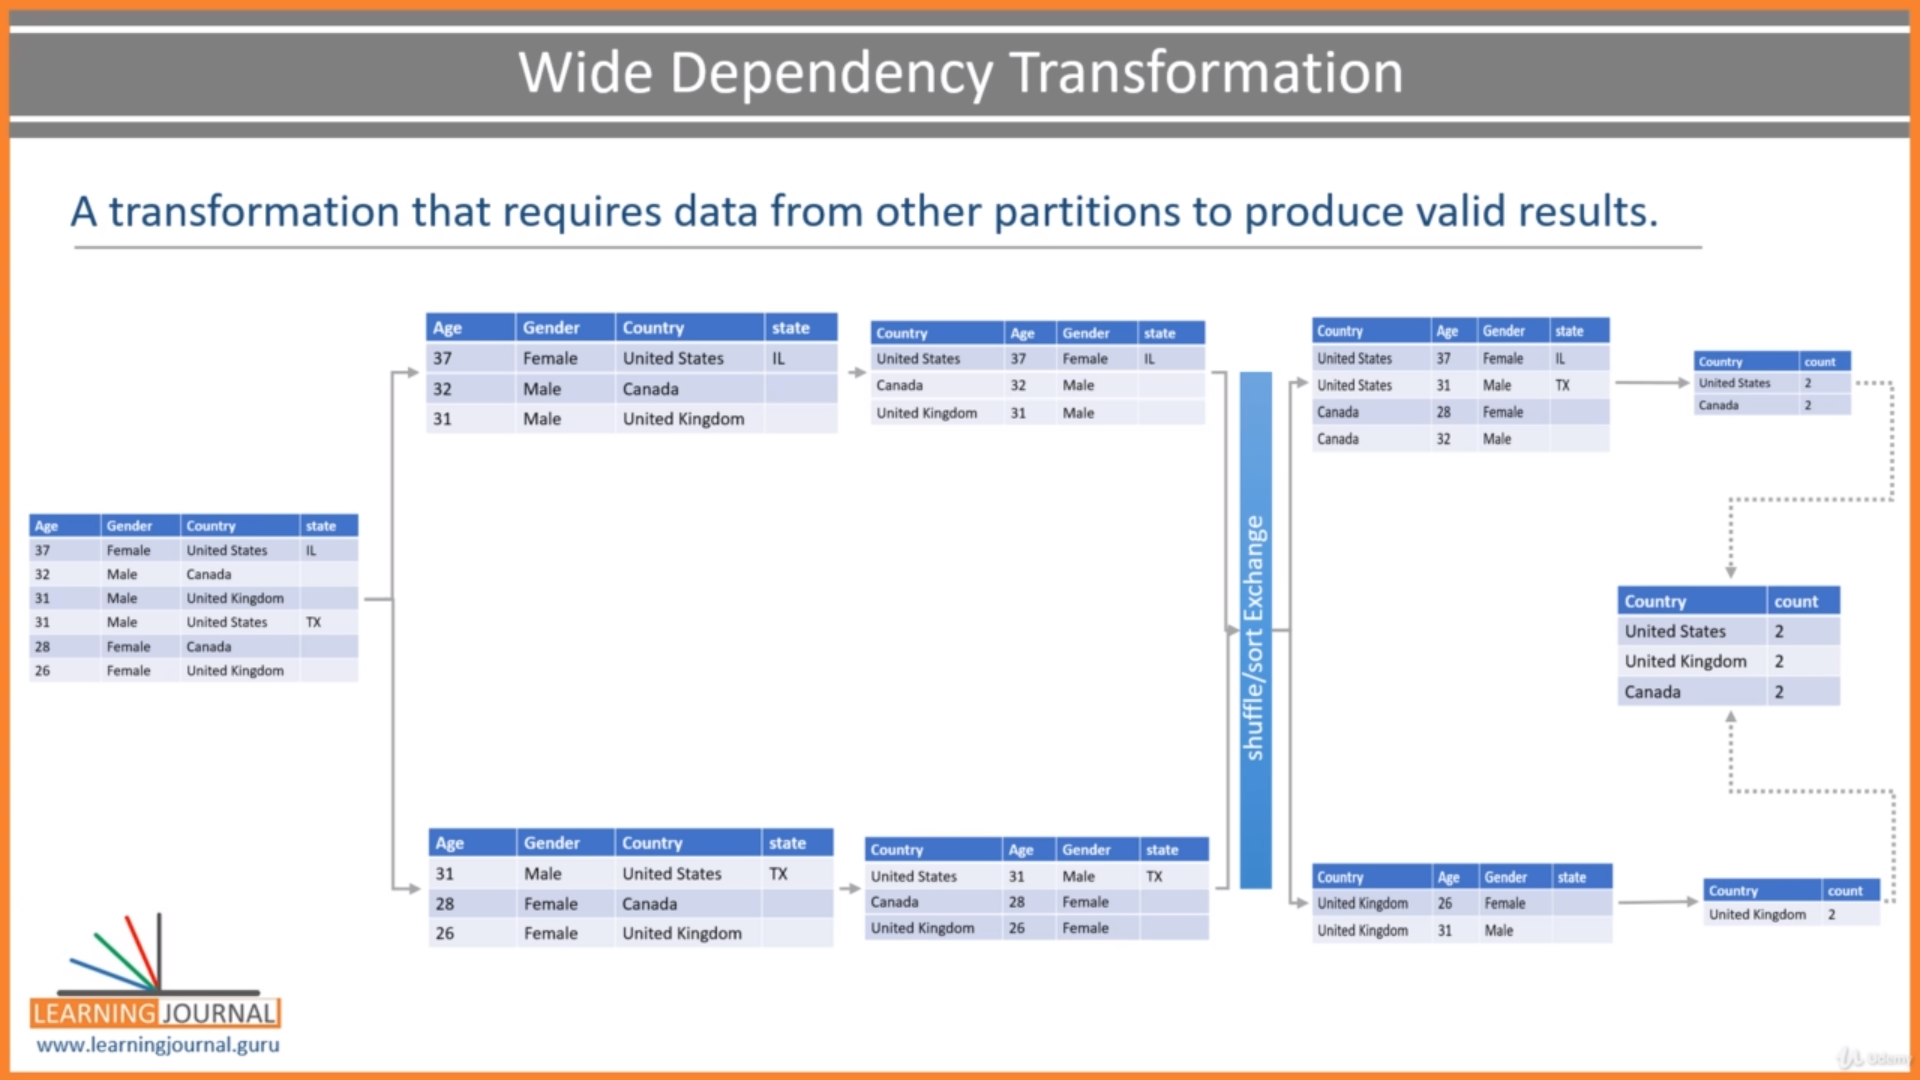 Wide Dependency Transformation
A transformation that requires data from other partitions to produce valid results.
Age Gender Country state
37 Female United States IL
32 Male Canada
31 Male United Kingdom
31 Male United States TX
28 Female Canada
26 Female United Kingdom
Age Gender Country state
37 Female United States IL
32 Male Canada
31 Male United Kingdom
Country Age Gender state
United States 37 Female IL
Canada 32 Male
United Kingdom 31 Male
Age Gender Country state
31 Male United States TX
28 Female Canada
26 Female United Kingdom
Country Age Gender state
United States 31 Male TX
Canada 28 Female
United Kingdom 26 Female
shuffle/sort Exchange
Country Age Gender state
United States 37 Female IL
United States 31 Male TX
Canada 28 Female
Canada 32 Male
Country count
United States 2
Canada 2
Country count
United States 2
United Kingdom 2
Canada 2
Country Age Gender state
United Kingdom 26 Female
United Kingdom 31 Male
Country count
United Kingdom 2
LEARNING JOURNAL
www.learningjournal.guru
Udemy